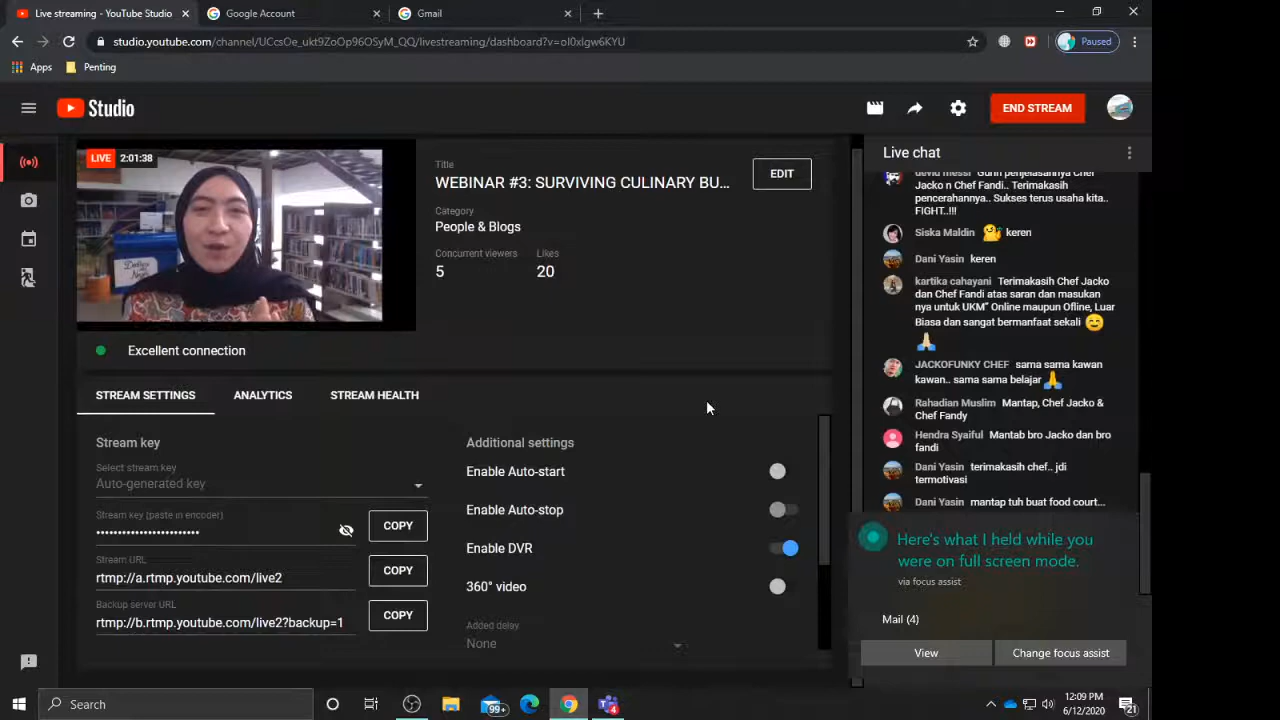 Live streaming - YouTube Studio
Google Account
Gmail
studio.youtube.com/channel/UCcsOe_ukt9ZoOp96OSyM_QQ/livestreaming/dashboard?v=oI0xlgw6KYU
Paused
Apps
Penting
Studio
END STREAM
LIVE 2:01:38
Title
WEBINAR #3: SURVIVING CULINARY BU...
EDIT
Category
People & Blogs
Concurrent viewers
Likes
5
20
Excellent connection
STREAM SETTINGS
ANALYTICS
STREAM HEALTH
Stream key
Select stream key
Auto-generated key
Stream key (paste in encoder)
COPY
Stream URL
rtmp://a.rtmp.youtube.com/live2
COPY
Backup server URL
rtmp://b.rtmp.youtube.com/live2?backup=1
COPY
Additional settings
Enable Auto-start
Enable Auto-stop
Enable DVR
360° video
Added delay
None
Live chat
penjelasannya Chef
Jacko n Chef Fandi.. Terimakasih
pencerahannya.. Sukses terus usaha kita..
FIGHT..!!!
Siska Maldin keren
Dani Yasin keren
kartika cahayani Terimakasih Chef Jacko
dan Chef Fandi atas saran dan masukan
nya untuk UKM" Online maupun Ofline, Luar
Biasa dan sangat bermanfaat sekali
JACKOFUNKY CHEF sama sama kawan
kawan.. sama sama belajar
Rahadian Muslim Mantap, Chef Jacko &
Chef Fandy
Hendra Syaiful Mantab bro Jacko dan bro
fandi
Dani Yasin terimakasih chef.. jdi
termotivasi
Dani Yasin mantap tuh buat food court...
Here's what I held while you
were on full screen mode.
via focus assist
Mail (4)
View
Change focus assist
Search
99+
4
12:09 PM
6/12/2020
21